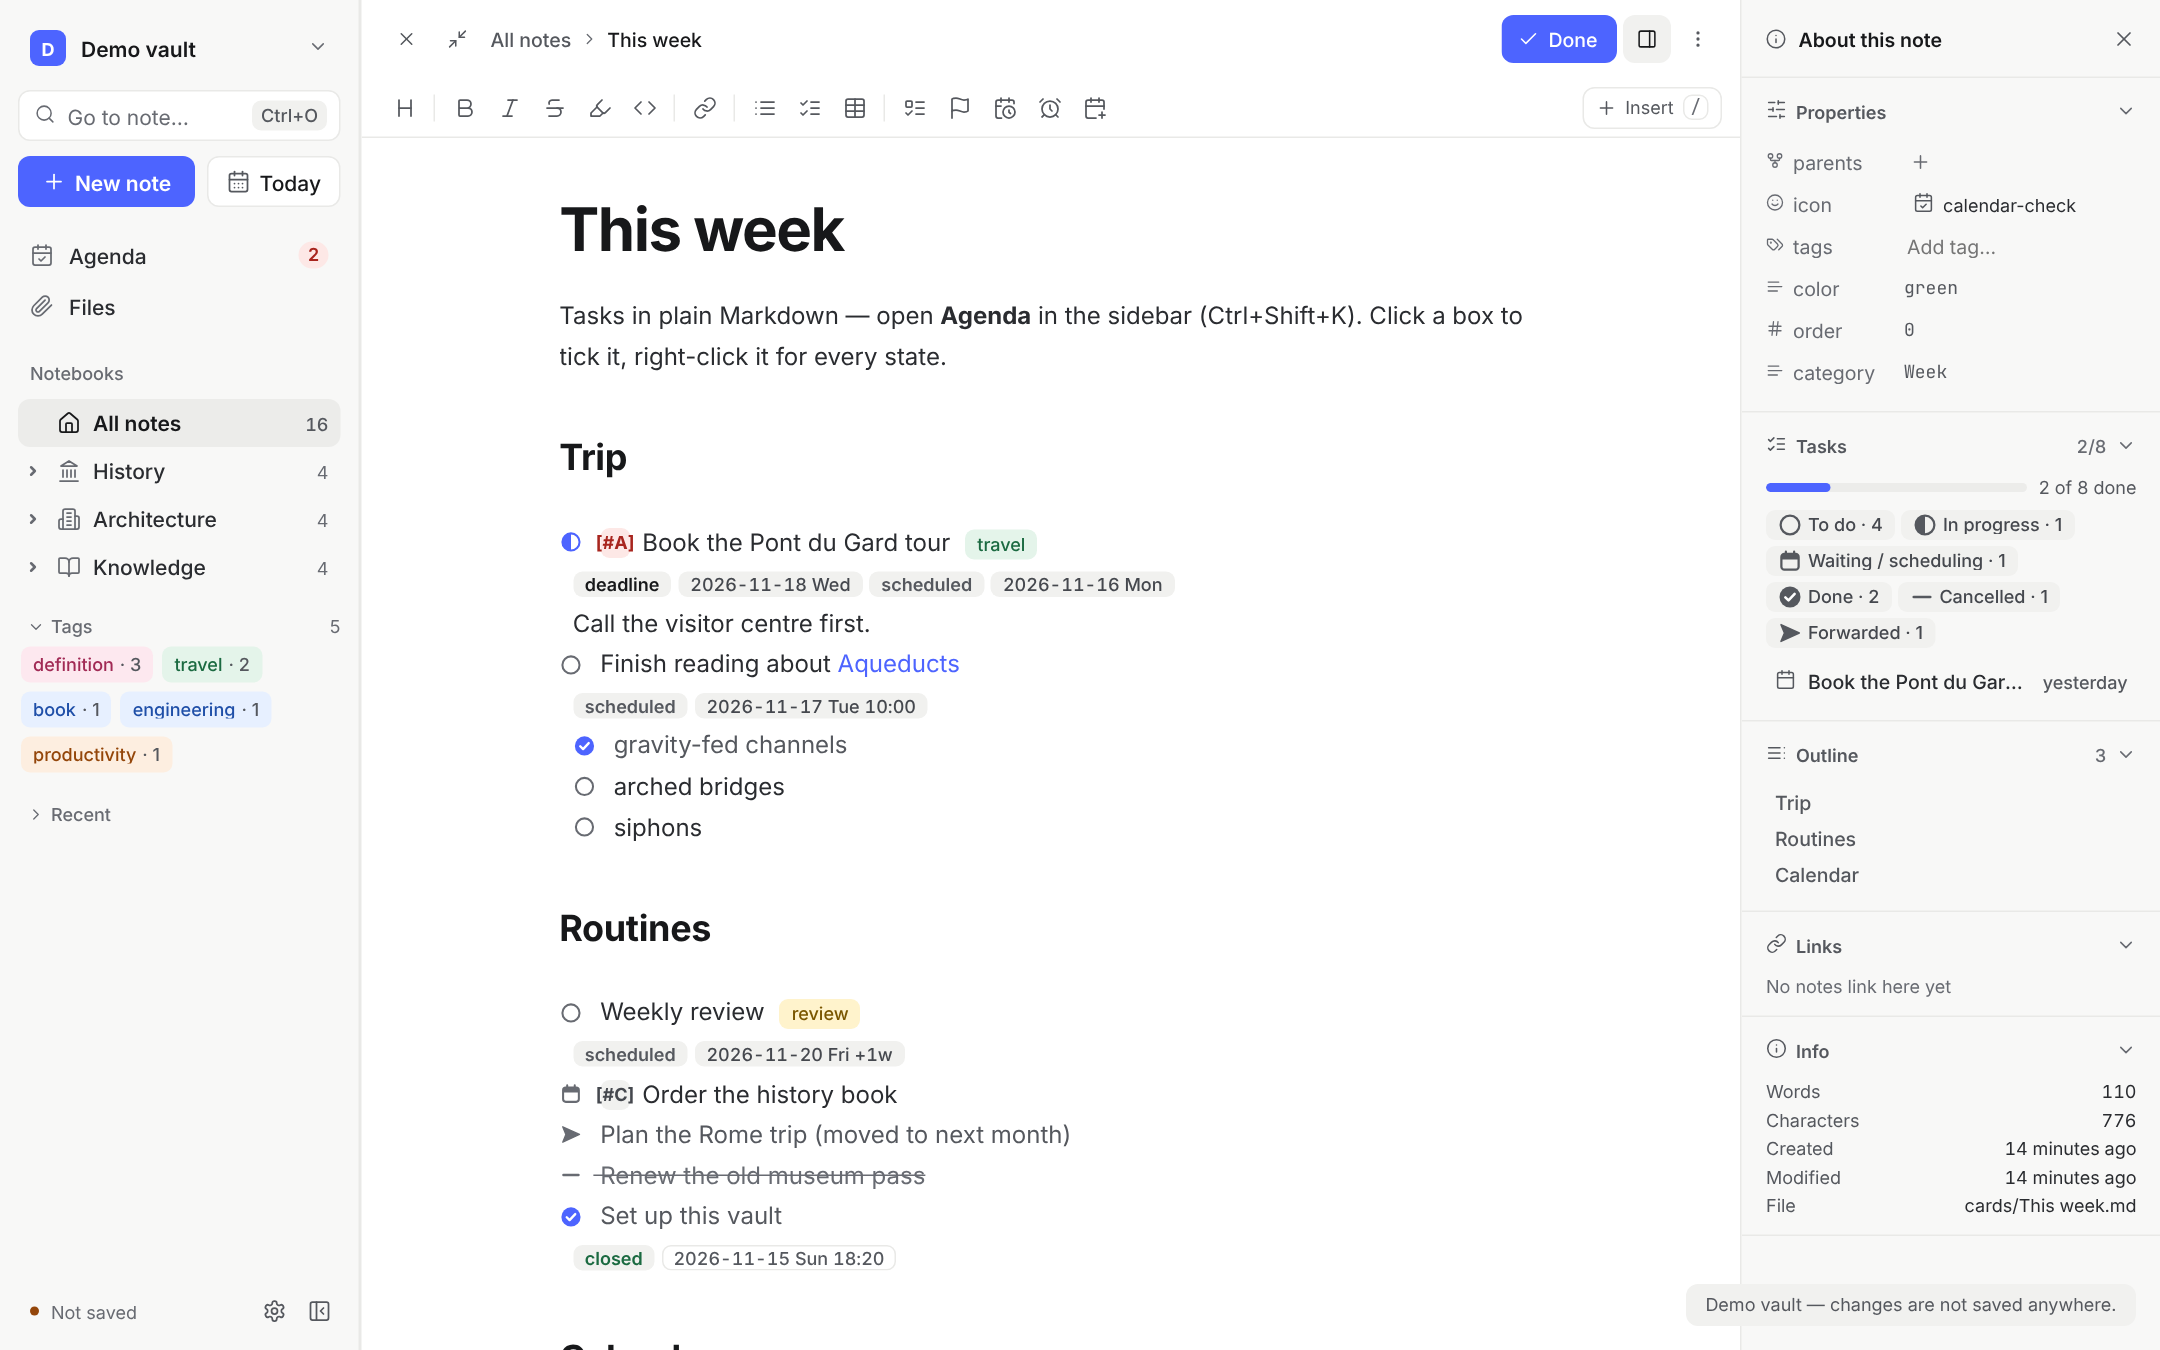 D Demo vault
Go to note... Ctrl+O
New note Today
Agenda 2
Files
Notebooks
All notes 16
History 4
Architecture 4
Knowledge 4
Tags 5
definition · 3 travel · 2
book · 1 engineering · 1
productivity · 1
Recent
Not saved
All notes > This week
Done
Insert /
This week
Tasks in plain Markdown — open Agenda in the sidebar (Ctrl+Shift+K). Click a box to
tick it, right-click it for every state.
Trip
[#A] Book the Pont du Gard tour travel
deadline 2026-11-18 Wed scheduled 2026-11-16 Mon
Call the visitor centre first.
Finish reading about Aqueducts
scheduled 2026-11-17 Tue 10:00
gravity-fed channels
arched bridges
siphons
Routines
Weekly review review
scheduled 2026-11-20 Fri +1w
[#C] Order the history book
Plan the Rome trip (moved to next month)
Renew the old museum pass
Set up this vault
closed 2026-11-15 Sun 18:20
About this note
Properties
parents +
icon calendar-check
tags Add tag...
color green
order 0
category Week
Tasks 2/8
2 of 8 done
To do · 4 In progress · 1
Waiting / scheduling · 1
Done · 2 Cancelled · 1
Forwarded · 1
Book the Pont du Gar... yesterday
Outline 3
Trip
Routines
Calendar
Links
No notes link here yet
Info
Words 110
Characters 776
Created 14 minutes ago
Modified 14 minutes ago
File cards/This week.md
Demo vault — changes are not saved anywhere.